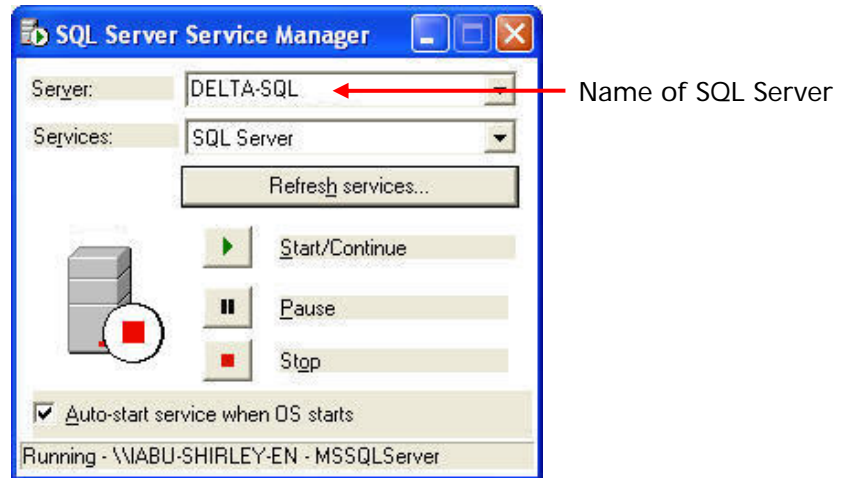 SQL Server Service Manager
Server: DELTA-SQL
Name of SQL Server
Services: SQL Server
Refresh services...
Start/Continue
Pause
Stop
Auto-start service when OS starts
Running - \\IABU-SHIRLEY-EN - MSSQLServer